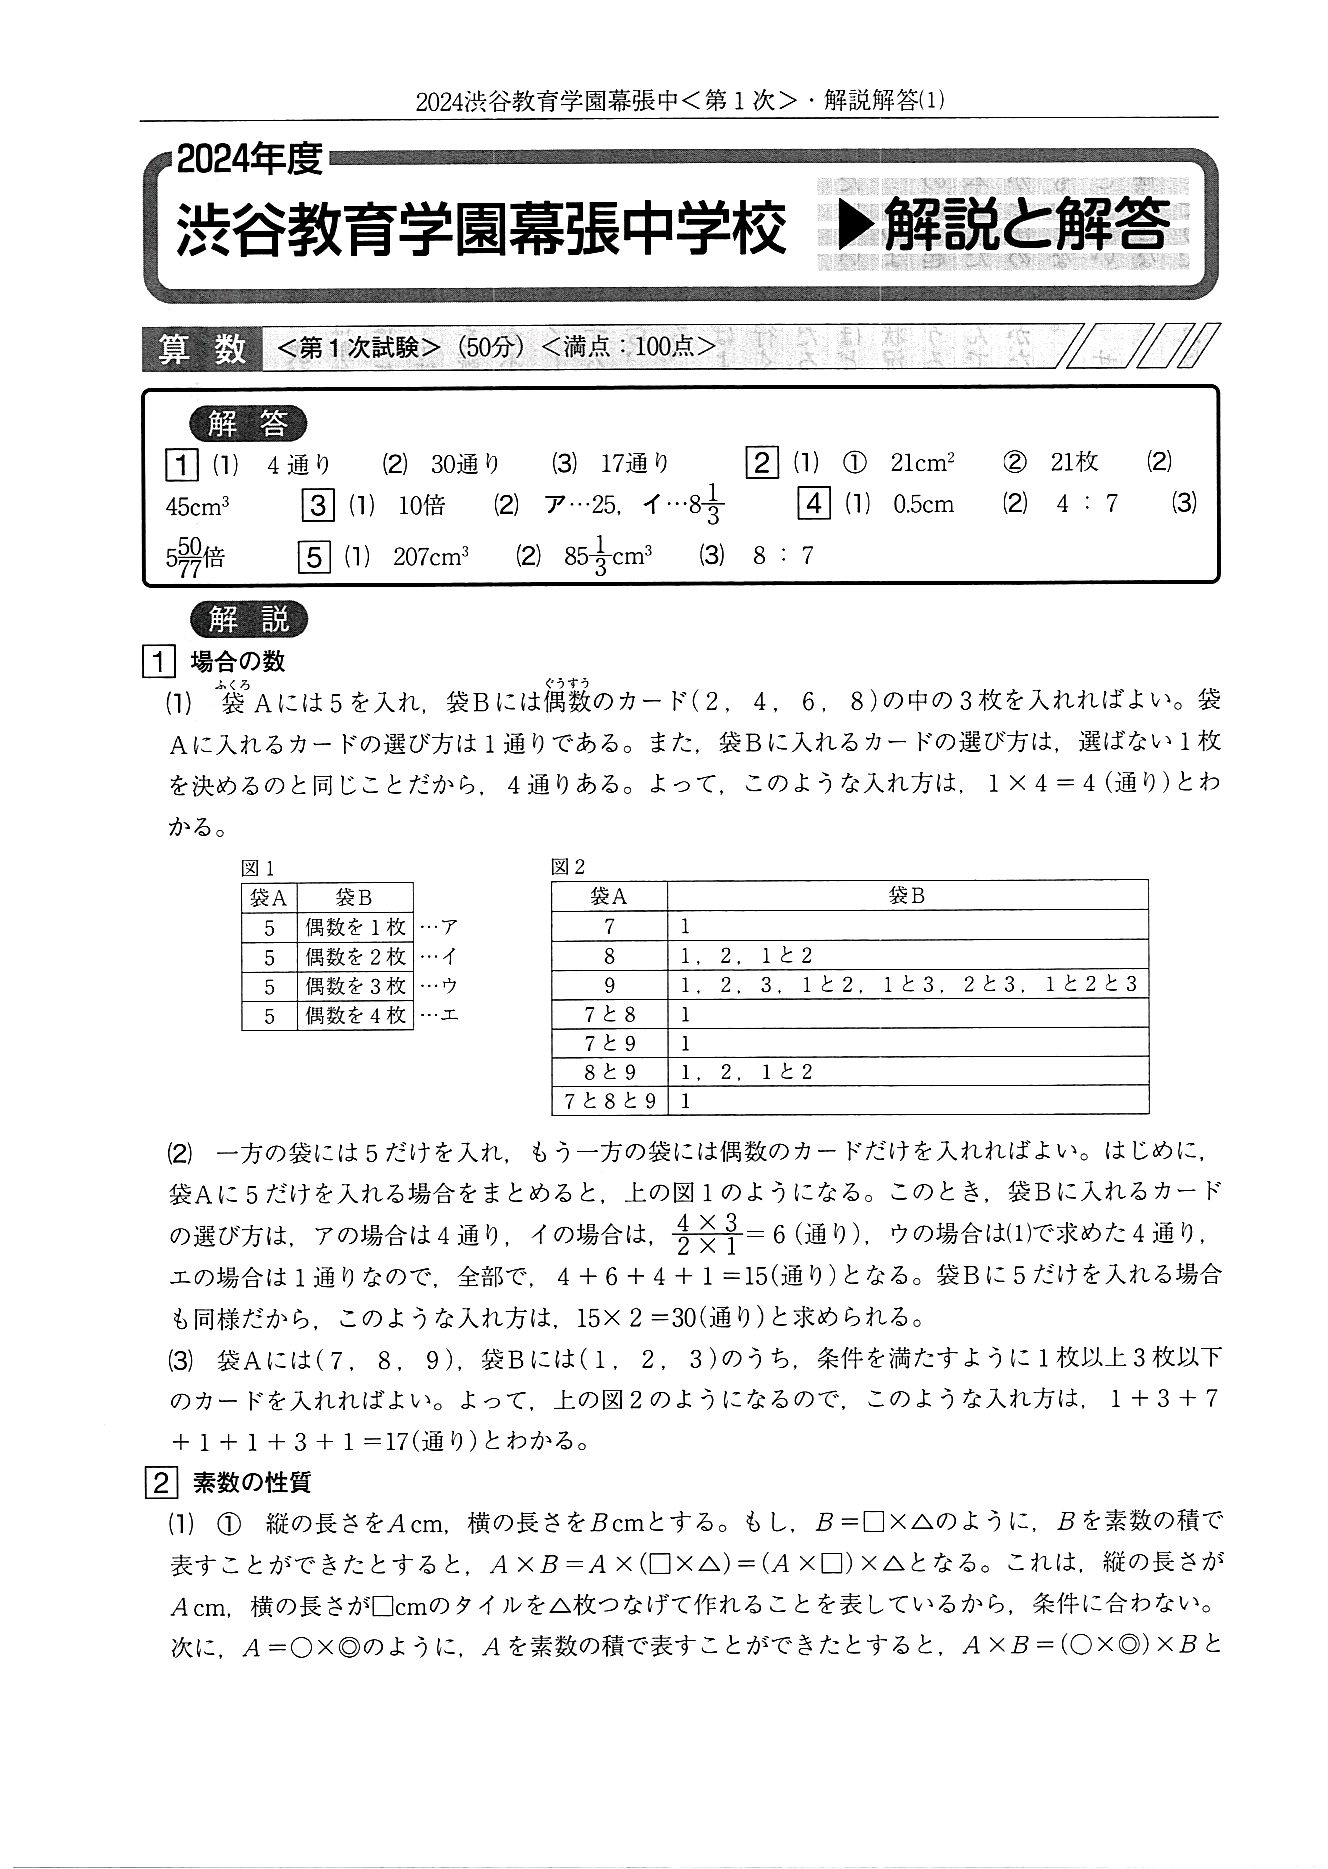 2024渋谷教育学園幕張中＜第１次＞・解説解答(1)
2024年度
渋谷教育学園幕張中学校 ▶解説と解答
算数 ＜第１次試験＞（50分）＜満点：100点＞
解答
1 (1) 4通り (2) 30通り (3) 17通り 2 (1) ① 21cm² ② 21枚 (2)
45cm³ 3 (1) 10倍 (2) ア…25，イ…8 1/3 4 (1) 0.5cm (2) 4：7 (3)
5 50/77倍 5 (1) 207cm³ (2) 85 1/3 cm³ (3) 8：7
解説
1 場合の数
ふくろ ぐうすう
(1) 袋Aには5を入れ，袋Bには偶数のカード(2，4，6，8)の中の3枚を入れればよい。袋
Aに入れるカードの選び方は1通りである。また，袋Bに入れるカードの選び方は，選ばない1枚
を決めるのと同じことだから，4通りある。よって，このような入れ方は，1×4＝4(通り)とわ
かる。
図1
袋A 袋B
5 偶数を1枚 …ア
5 偶数を2枚 …イ
5 偶数を3枚 …ウ
5 偶数を4枚 …エ
図2
袋A 袋B
7 1
8 1，2，1と2
9 1，2，3，1と2，1と3，2と3，1と2と3
7と8 1
7と9 1
8と9 1，2，1と2
7と8と9 1
(2) 一方の袋には5だけを入れ，もう一方の袋には偶数のカードだけを入れればよい。はじめに，
袋Aに5だけを入れる場合をまとめると，上の図1のようになる。このとき，袋Bに入れるカード
の選び方は，アの場合は4通り，イの場合は，4×3/2×1＝6(通り)，ウの場合は(1)で求めた4通り，
エの場合は1通りなので，全部で，4＋6＋4＋1＝15(通り)となる。袋Bに5だけを入れる場合
も同様だから，このような入れ方は，15×2＝30(通り)と求められる。
(3) 袋Aには(7，8，9)，袋Bには(1，2，3)のうち，条件を満たすように1枚以上3枚以下
のカードを入れればよい。よって，上の図2のようになるので，このような入れ方は，1＋3＋7
＋1＋1＋3＋1＝17(通り)とわかる。
2 素数の性質
(1) ① 縦の長さをAcm，横の長さをBcmとする。もし，B＝□×△のように，Bを素数の積で
表すことができたとすると，A×B＝A×(□×△)＝(A×□)×△となる。これは，縦の長さが
Acm，横の長さが□cmのタイルを△枚つなげて作れることを表しているから，条件に合わない。
次に，A＝○×◎のように，Aを素数の積で表すことができたとすると，A×B＝(○×◎)×Bと